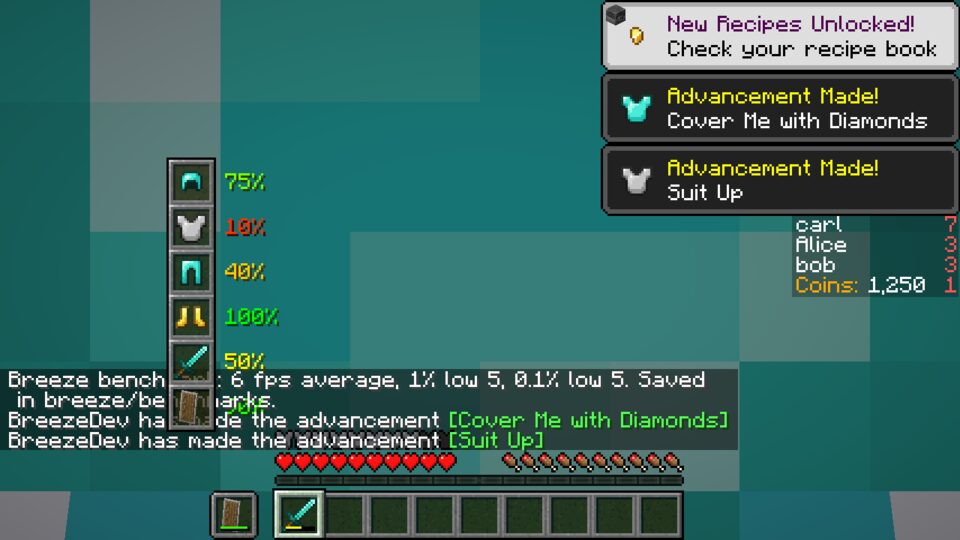 New Recipes Unlocked!
Check your recipe book
Advancement Made!
Cover Me with Diamonds
Advancement Made!
Suit Up
carl 7
Alice 3
bob 3
Coins: 1,250 1
75%
10%
40%
100%
50%
Breeze : 6 fps average, 1% low 5, 0.1% low 5. Saved
in
BreezeDev has made the advancement [Cover Me with Diamonds]
BreezeDev has made the advancement [Suit Up]